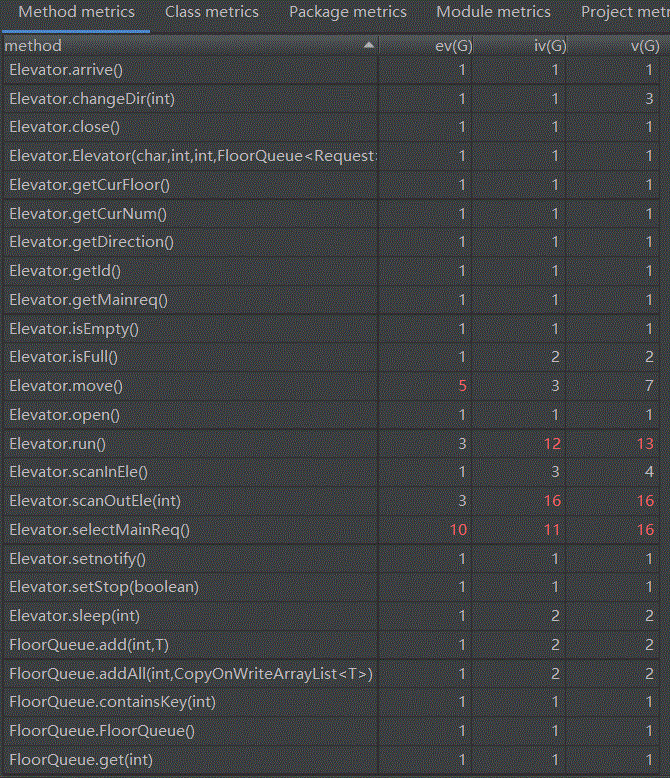 Method metrics Class metrics Package metrics Module metrics Project metr
method ev(G) iv(G) v(G)
Elevator.arrive() 1 1 1
Elevator.changeDir(int) 1 1 3
Elevator.close() 1 1 1
Elevator.Elevator(char,int,int,FloorQueue<Request> 1 1 1
Elevator.getCurFloor() 1 1 1
Elevator.getCurNum() 1 1 1
Elevator.getDirection() 1 1 1
Elevator.getId() 1 1 1
Elevator.getMainreq() 1 1 1
Elevator.isEmpty() 1 1 1
Elevator.isFull() 1 2 2
Elevator.move() 5 3 7
Elevator.open() 1 1 1
Elevator.run() 3 12 13
Elevator.scanInEle() 1 3 4
Elevator.scanOutEle(int) 3 16 16
Elevator.selectMainReq() 10 11 16
Elevator.setnotify() 1 1 1
Elevator.setStop(boolean) 1 1 1
Elevator.sleep(int) 1 2 2
FloorQueue.add(int,T) 1 2 2
FloorQueue.addAll(int,CopyOnWriteArrayList<T>) 1 2 2
FloorQueue.containsKey(int) 1 1 1
FloorQueue.FloorQueue() 1 1 1
FloorQueue.get(int) 1 1 1